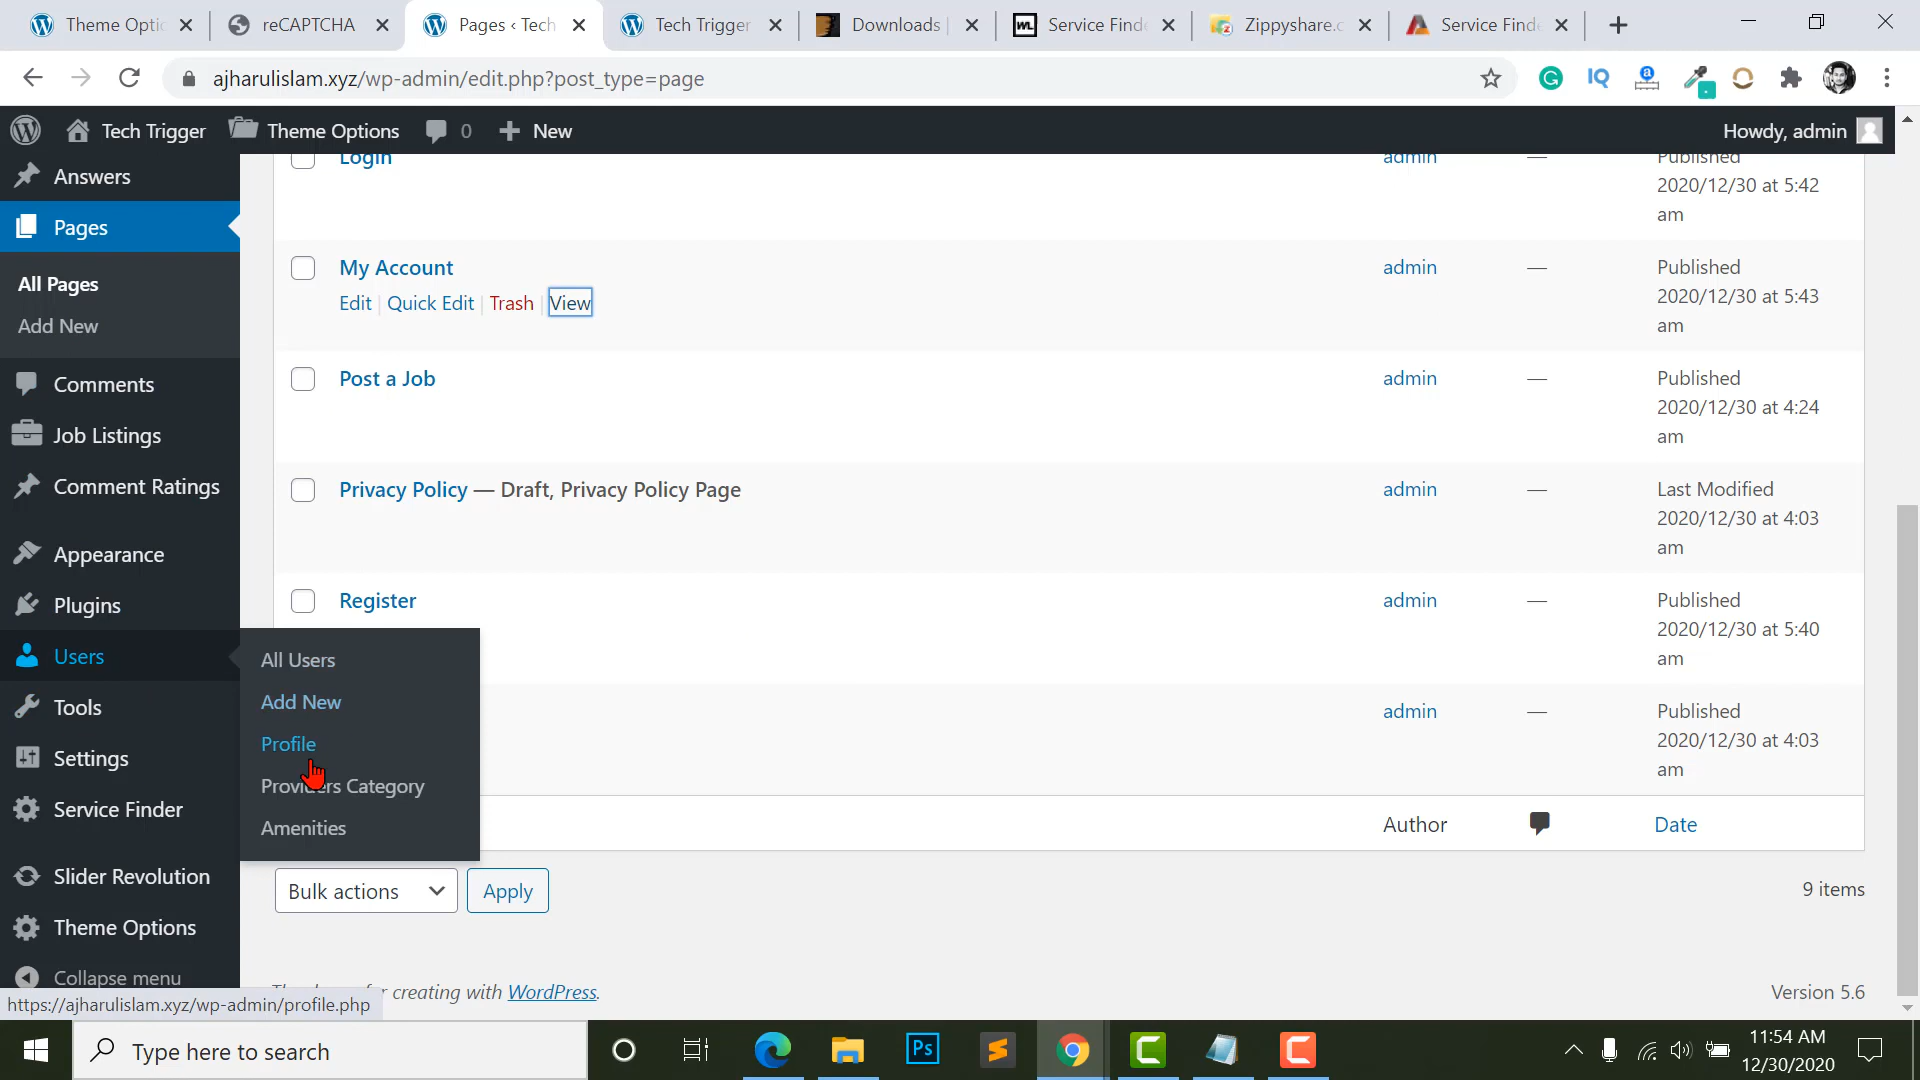 Theme Optic
reCAPTCHA
Pages ‹ Tech
Tech Trigger
Downloads |
Service Finde
Zippyshare.c
Service Finde
ajharulislam.xyz/wp-admin/edit.php?post_type=page
Tech Trigger
Theme Options
0
New
Howdy, admin
Answers
Pages
All Pages
Add New
Comments
Job Listings
Comment Ratings
Appearance
Plugins
Users
Tools
Settings
Service Finder
Slider Revolution
Theme Options
Collapse menu
Login
admin
—
Published
2020/12/30 at 5:42
am
My Account
Edit | Quick Edit | Trash | View
admin
—
Published
2020/12/30 at 5:43
am
Post a Job
admin
—
Published
2020/12/30 at 4:24
am
Privacy Policy — Draft, Privacy Policy Page
admin
—
Last Modified
2020/12/30 at 4:03
am
Register
admin
—
Published
2020/12/30 at 5:40
am
All Users
Add New
Profile
Providers Category
Amenities
admin
—
Published
2020/12/30 at 4:03
am
Author
Date
Bulk actions
Apply
9 items
creating with WordPress.
Version 5.6
https://ajharulislam.xyz/wp-admin/profile.php
Type here to search
Ps
11:54 AM
12/30/2020